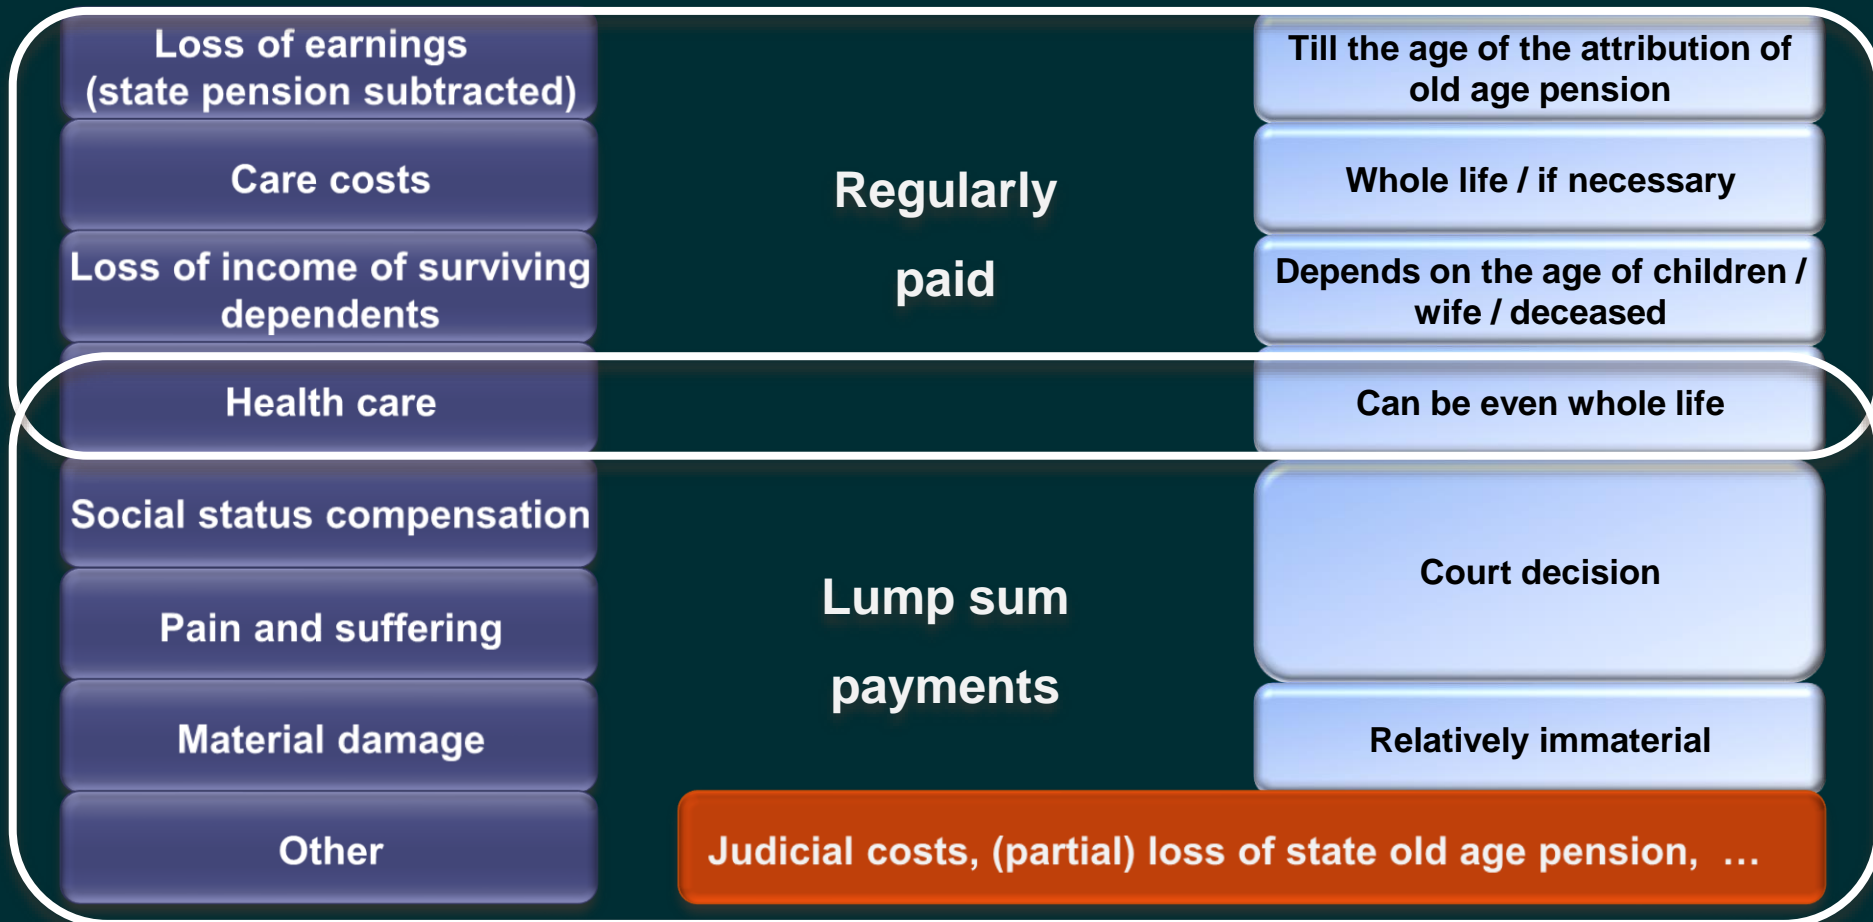 Loss of earnings
(state pension subtracted)
Till the age of the attribution of
old age pension
Care costs
Whole life / if necessary
Regularly
paid
Loss of income of surviving
dependents
Depends on the age of children /
wife / deceased
Health care
Can be even whole life
Social status compensation
Court decision
Pain and suffering
Lump sum
payments
Material damage
Relatively immaterial
Other
Judicial costs, (partial) loss of state old age pension, ...